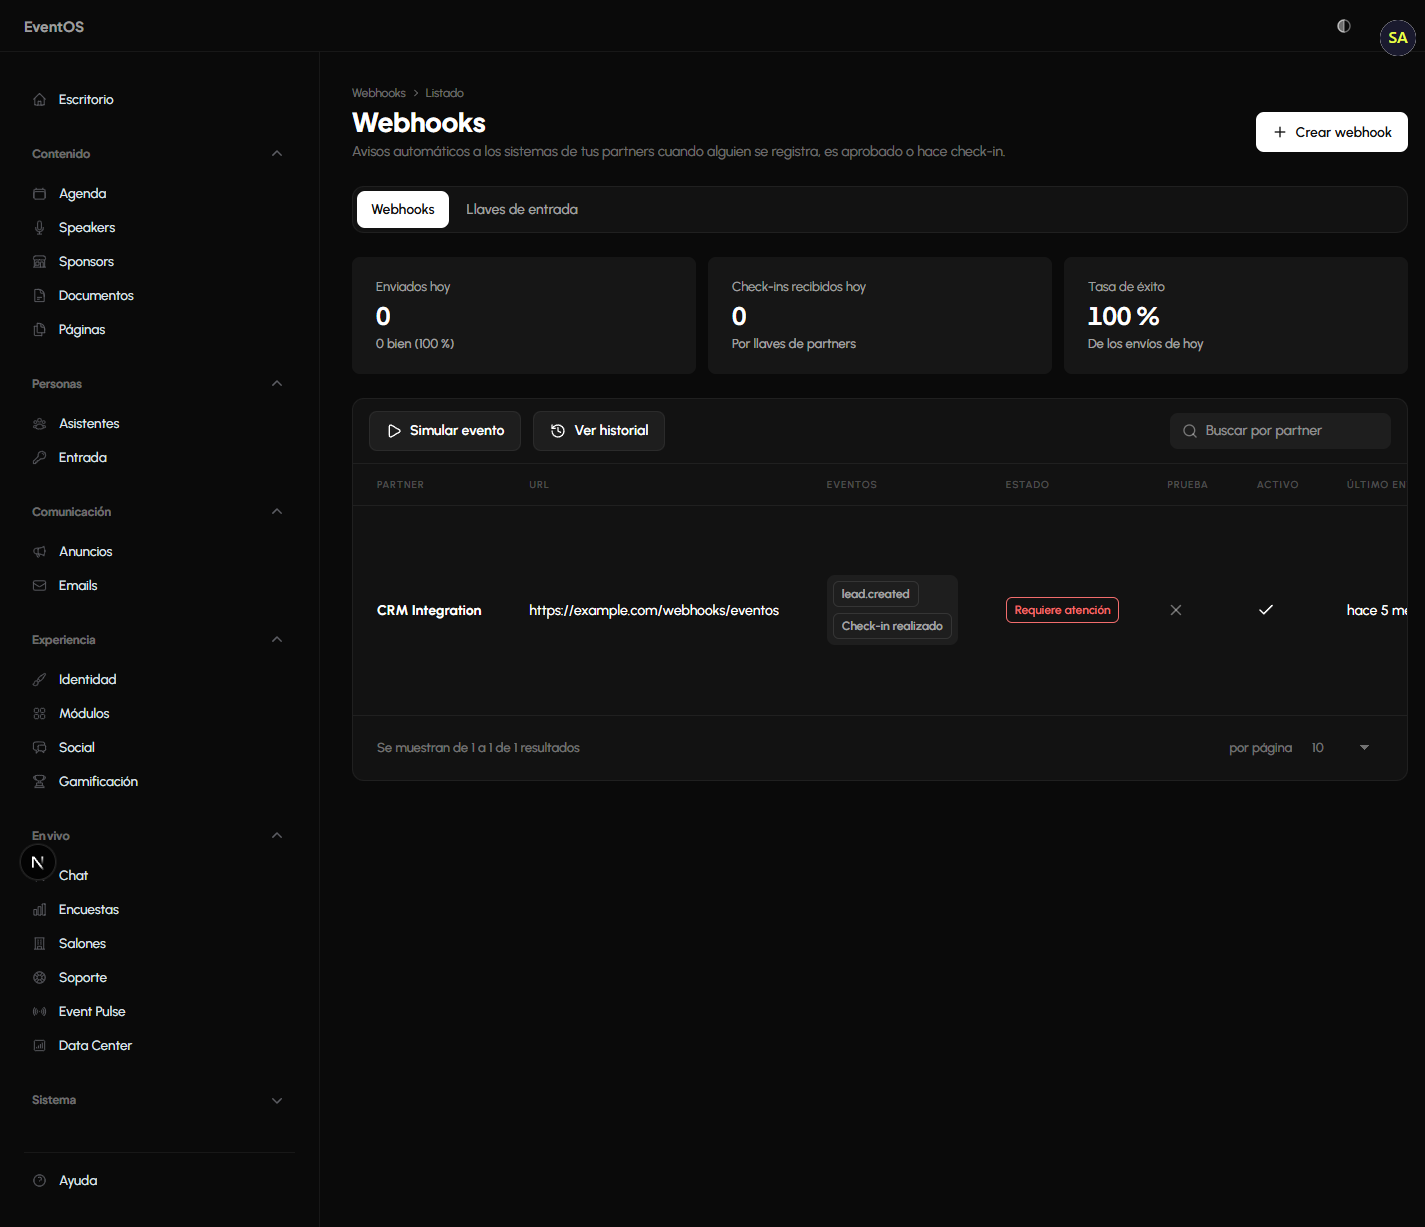 EventOS
SA
Escritorio
Contenido
Agenda
Speakers
Sponsors
Documentos
Páginas
Personas
Asistentes
Entrada
Comunicación
Anuncios
Emails
Experiencia
Identidad
Módulos
Social
Gamificación
En vivo
N
Chat
Encuestas
Salones
Soporte
Event Pulse
Data Center
Sistema
Ayuda
Webhooks > Listado
Webhooks
Avisos automáticos a los sistemas de tus partners cuando alguien se registra, es aprobado o hace check-in.
+ Crear webhook
Webhooks Llaves de entrada
Enviados hoy
0
0 bien (100 %)
Check-ins recibidos hoy
0
Por llaves de partners
Tasa de éxito
100 %
De los envíos de hoy
Simular evento Ver historial Buscar por partner
PARTNER URL EVENTOS ESTADO PRUEBA ACTIVO ÚLTIMO EN
CRM Integration https://example.com/webhooks/eventos
lead.created
Check-in realizado
Requiere atención
hace 5 me
Se muestran de 1 a 1 de 1 resultados
por página 10